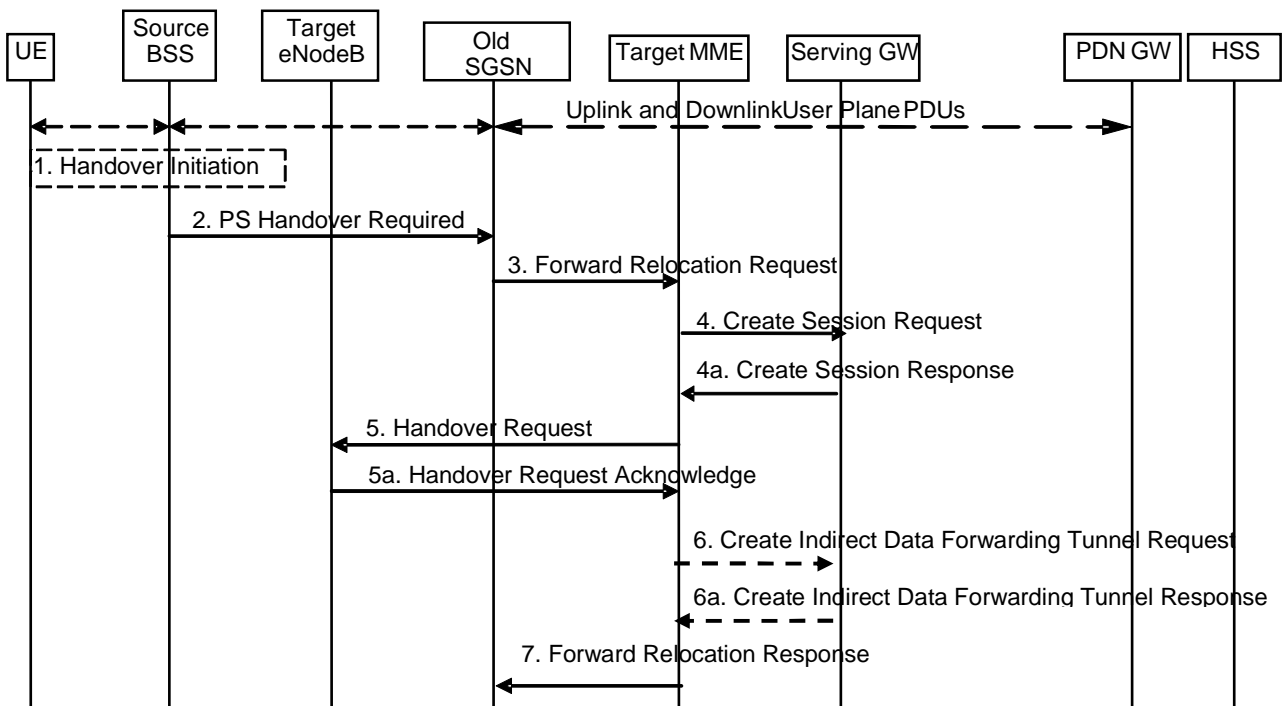 UE
Source
BSS
Target
eNodeB
Old
SGSN
Target MME
Serving GW
PDN GW
HSS
Uplink and DownlinkUser Plane PDUs
1. Handover Initiation
2. PS Handover Required
3. Forward Relocation Request
4. Create Session Request
4a. Create Session Response
5. Handover Request
5a. Handover Request Acknowledge
6. Create Indirect Data Forwarding Tunnel Request
6a. Create Indirect Data Forwarding Tunnel Response
7. Forward Relocation Response